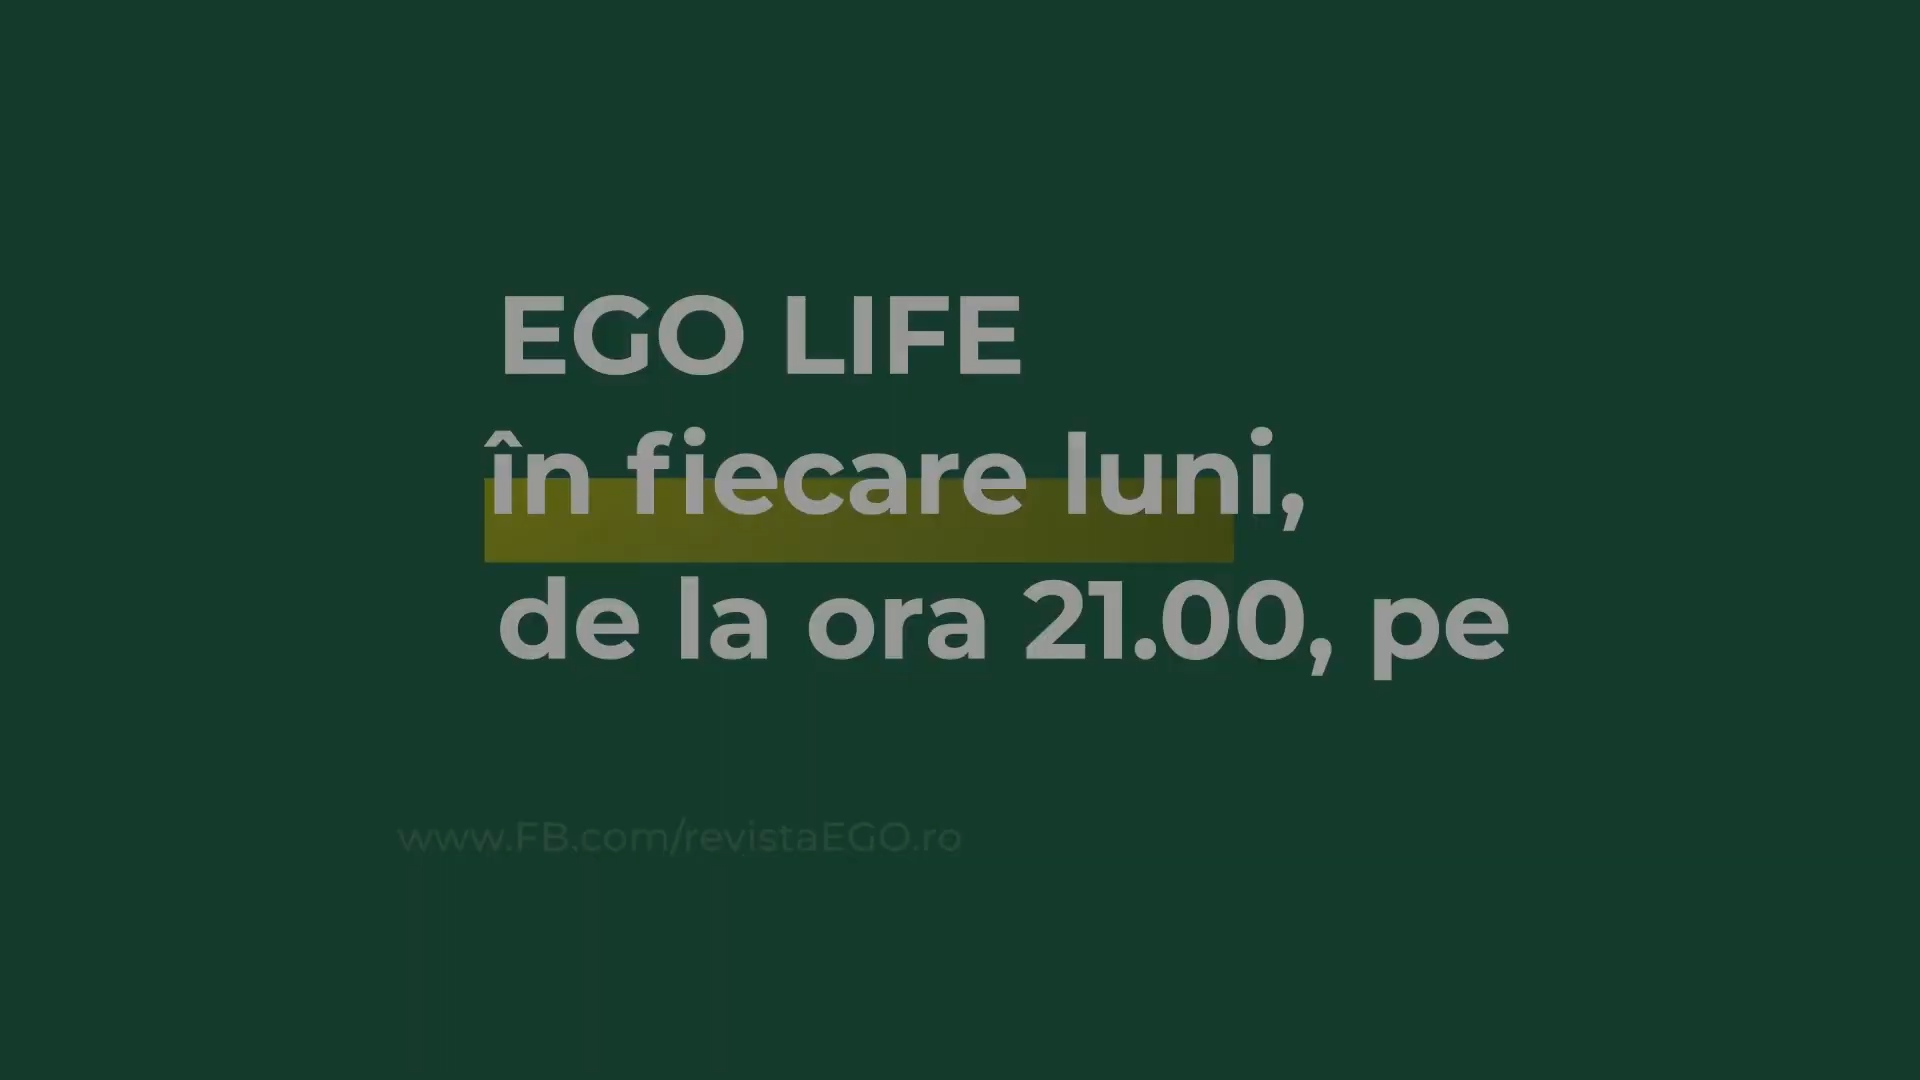 EGO LIFE
în fiecare luni,
de la ora 21.00, pe
www.FB.com/revistaEGO.ro